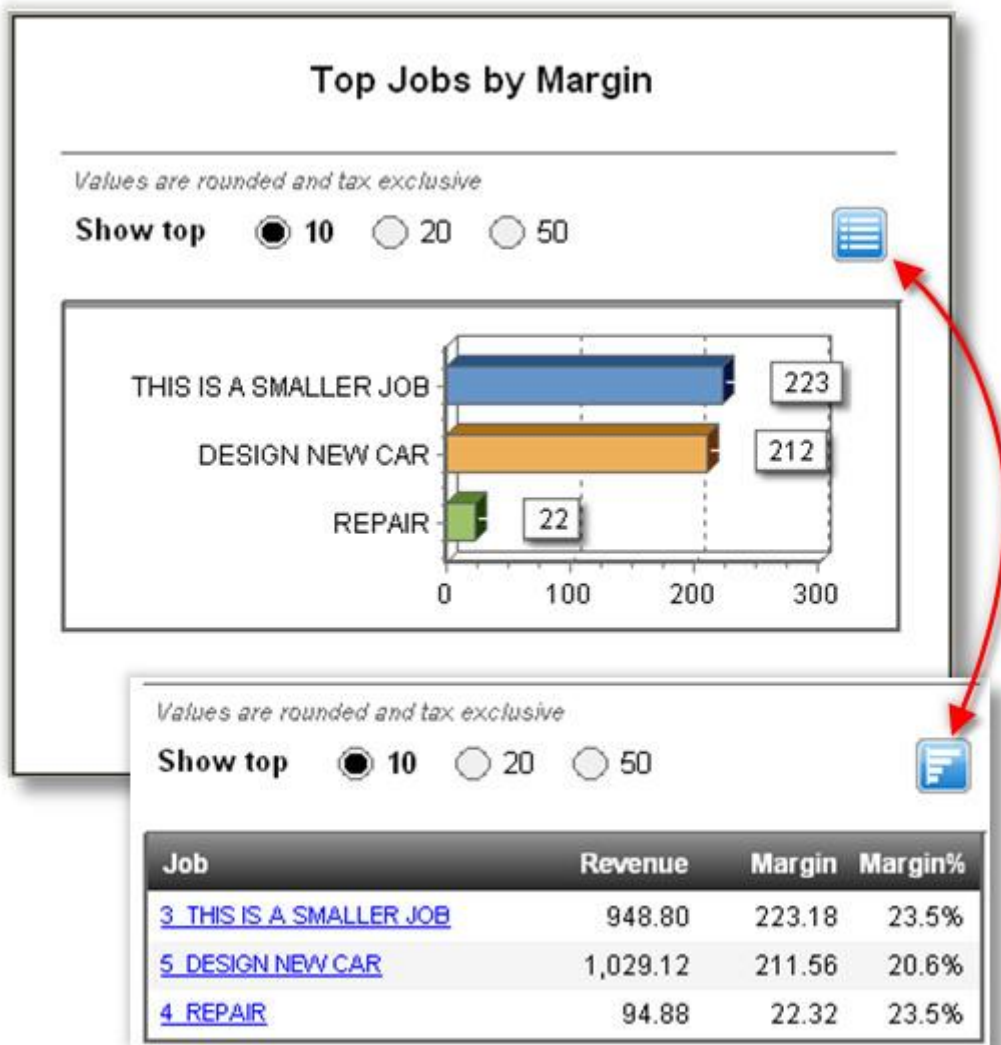 Top Jobs by Margin
Values are rounded and tax exclusive
Show top 10 20 50
THIS IS A SMALLER JOB 223
DESIGN NEW CAR 212
REPAIR 22
0 100 200 300
Values are rounded and tax exclusive
Show top 10 20 50
Job Revenue Margin Margin%
3 THIS IS A SMALLER JOB 948.80 223.18 23.5%
5 DESIGN NEW CAR 1,029.12 211.56 20.6%
4 REPAIR 94.88 22.32 23.5%